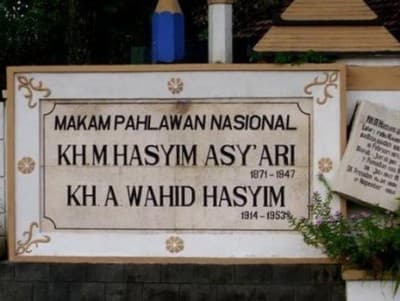 MAKAM PAHLAWAN NASIONAL
KH.M.HASYIM ASY'ARI
1871-1947
KH. A. WAHID HASYIM
1914-1953